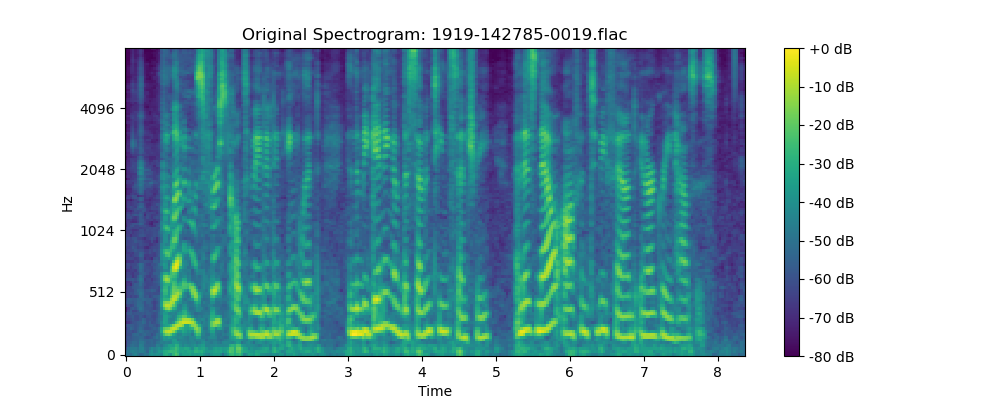 Original Spectrogram: 1919-142785-0019.flac
+0 dB
4096
-10 dB
-20 dB
2048
-30 dB
Hz
1024
-40 dB
-50 dB
512
-60 dB
-70 dB
0
-80 dB
0 1 2 3 4 5 6 7 8
Time